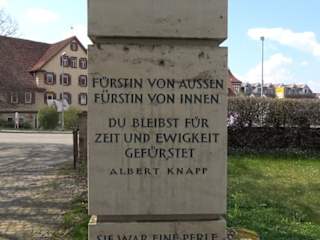 FÜRSTIN VON AUSSEN
FÜRSTIN VON INNEN
DU BLEIBST FÜR
ZEIT UND EWIGKEIT
GEFÜRSTET
ALBERT KNAPP
SIE WAR EINE PERLE